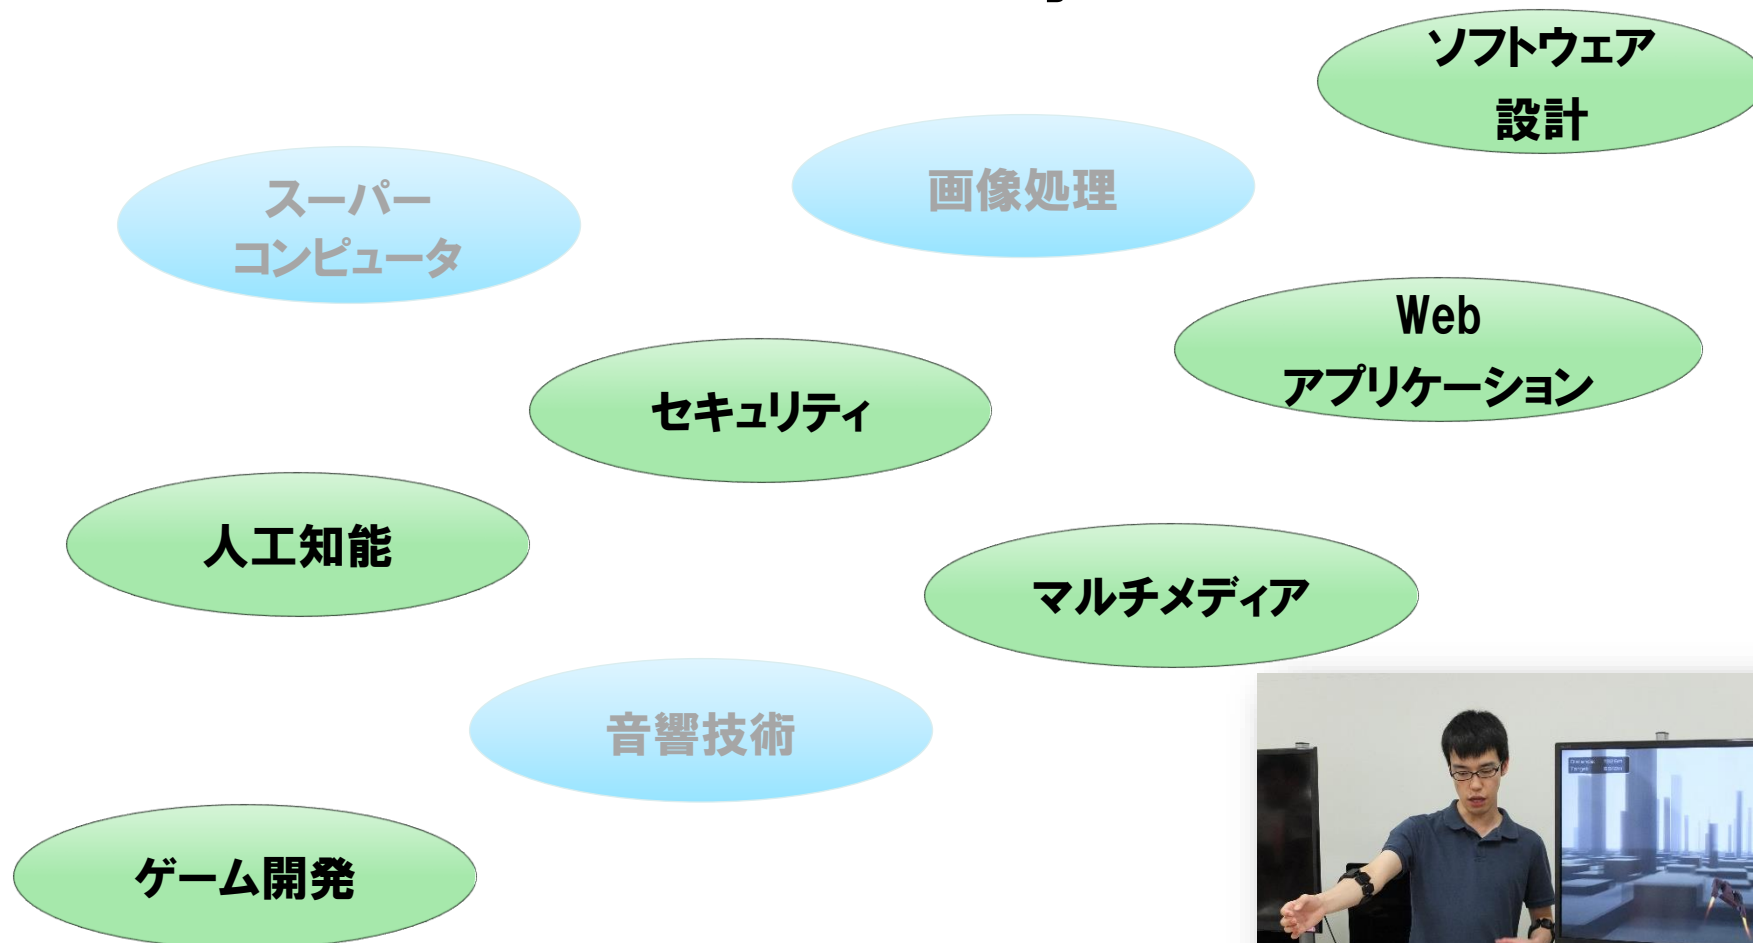 ソフトウェア
設計
スーパー
コンピュータ
画像処理
Web
アプリケーション
セキュリティ
人工知能
マルチメディア
音響技術
ゲーム開発